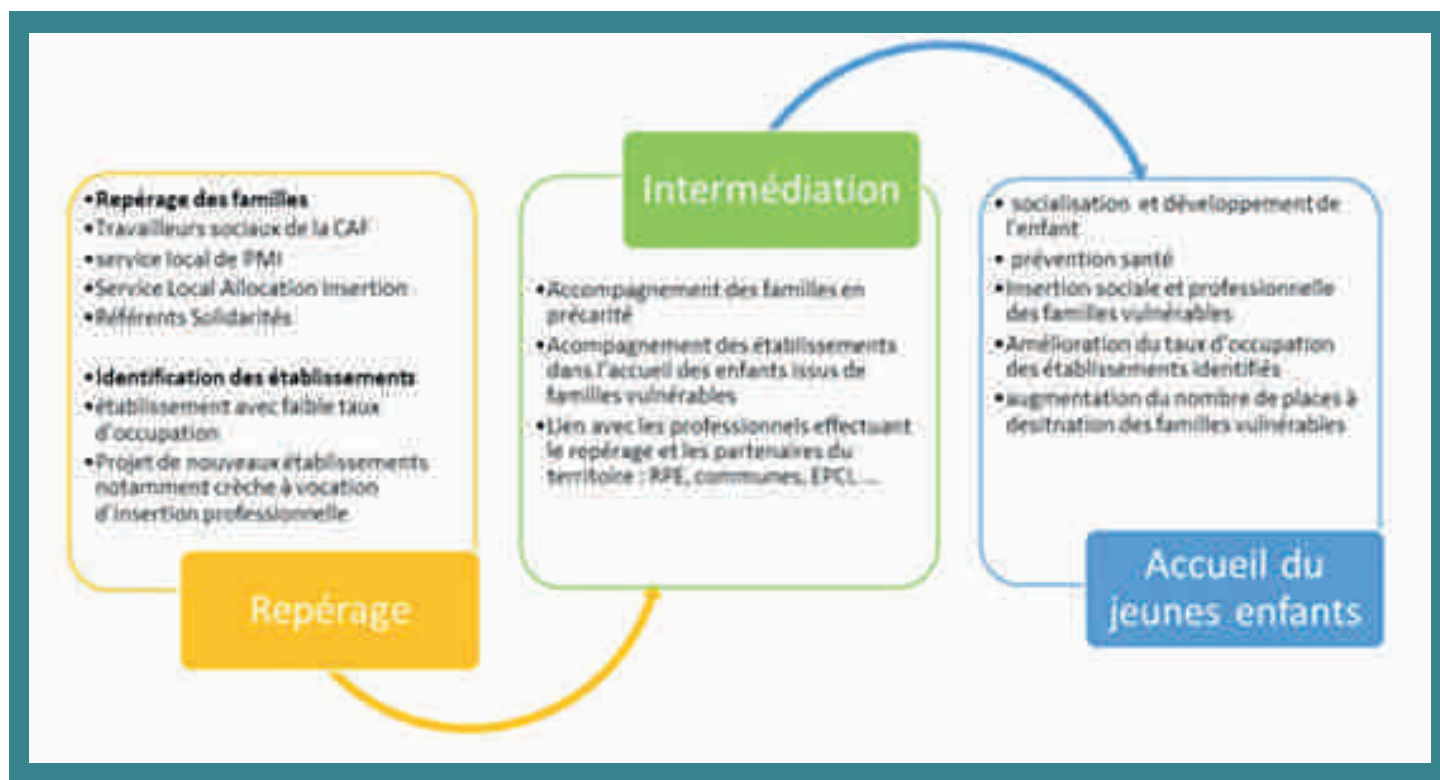 •Repérage des familles
•Travailleurs sociaux de la CAF
•service local de PMI
•Service Local Allocation Insertion
•Référents Solidarités
•Identification des établissements
•établissement avec faible taux
d'occupation
•Projet de nouveaux établissements
notamment crèche à vocation
d'insertion professionnelle
Repérage
Intermédiation
•Accompagnement des familles en
précarité
•Acompagnement des établissements
dans l'accueil des enfants issus de
familles vulnérables
•Lien avec les professionnels effectuant
le repérage et les partenaires du
territoire : RPE, communes, EPCI ...
• socialisation et développement de
l'enfant
• prévention santé
•Insertion sociale et professionnelle
des familles vulnérables
•Amélioration du taux d'occupation
des établissements identifiés
•augmentation du nombre de places à
desitnation des familles vulnérables
Accueil du
jeunes enfants